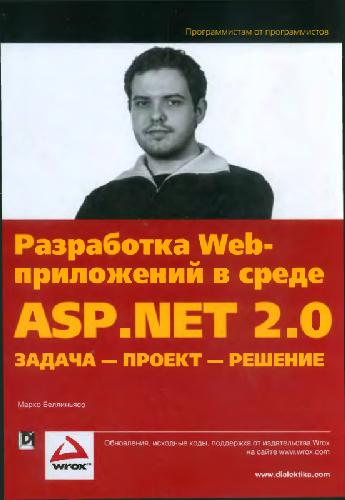 Программистам от программистов
Разработка Web-
приложений в среде
ASP.NET 2.0
ЗАДАЧА — ПРОЕКТ — РЕШЕНИЕ
Марко Беллиньясо
Обновления, исходные коды, поддержка от издательства Wrox
на сайте www.wrox.com
wrox™
www.dialektika.com